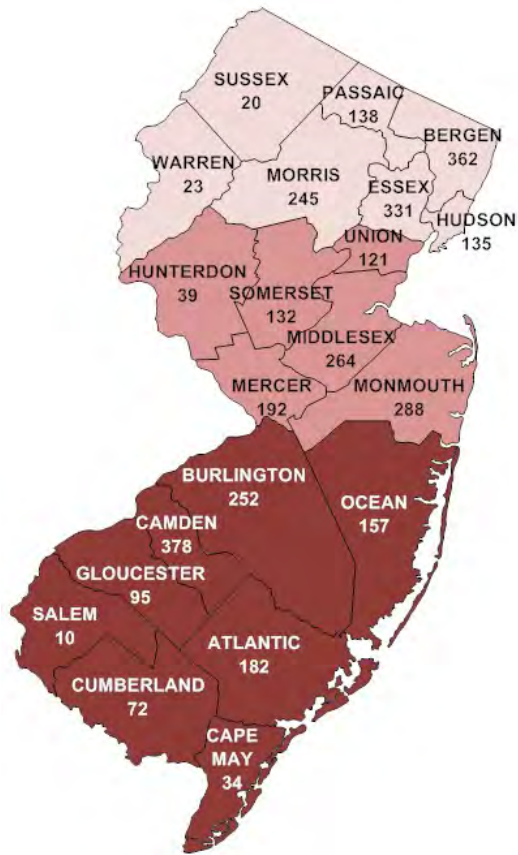 SUSSEX
20
PASSAIC
138
BERGEN
362
WARREN
23
MORRIS
245
ESSEX
331
HUDSON
135
UNION
121
HUNTERDON
39
SOMERSET
132
MIDDLESEX
264
MERCER
192
MONMOUTH
288
BURLINGTON
252
OCEAN
157
CAMDEN
378
GLOUCESTER
95
SALEM
10
ATLANTIC
182
CUMBERLAND
72
CAPE
MAY
34